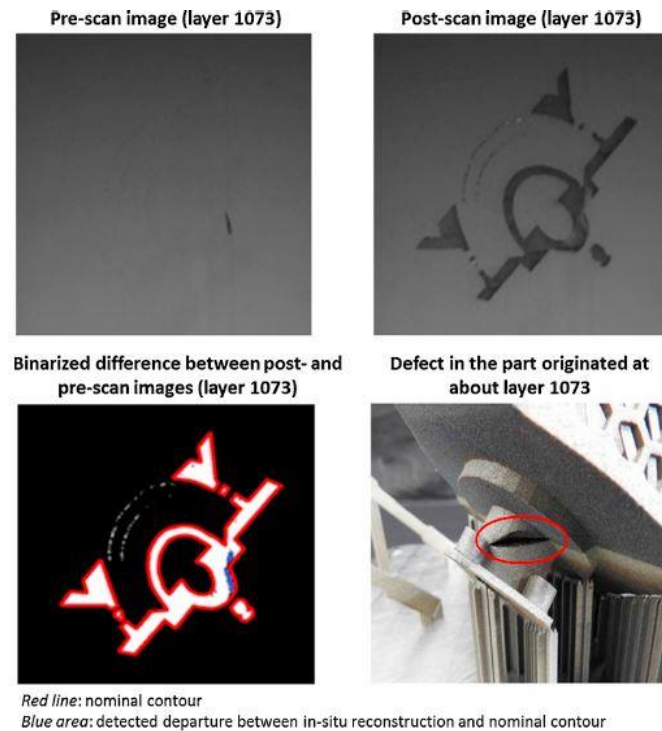 Pre-scan image (layer 1073)
Post-scan image (layer 1073)
Binarized difference between post- and
pre-scan images (layer 1073)
Defect in the part originated at
about layer 1073
Red line: nominal contour
Blue area: detected departure between in-situ reconstruction and nominal contour